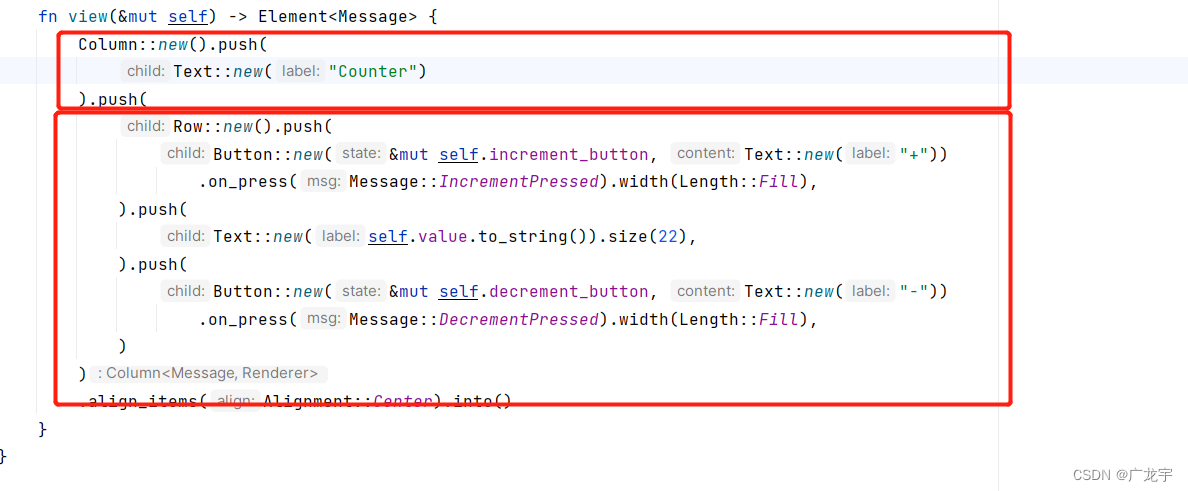 fn view(&mut self) -> Element<Message> {
Column::new().push(
child: Text::new( label: "Counter")
).push(
child: Row::new().push(
child: Button::new( state: &mut self.increment_button, content: Text::new( label: "+"))
.on_press( msg: Message::IncrementPressed).width(Length::Fill),
).push(
child: Text::new( label: self.value.to_string()).size(22),
).push(
child: Button::new( state: &mut self.decrement_button, content: Text::new( label: "-"))
.on_press( msg: Message::DecrementPressed).width(Length::Fill),
)
) : Column<Message, Renderer>
.align_items( align: Alignment::Center).into()
}
}
CSDN @广龙宇